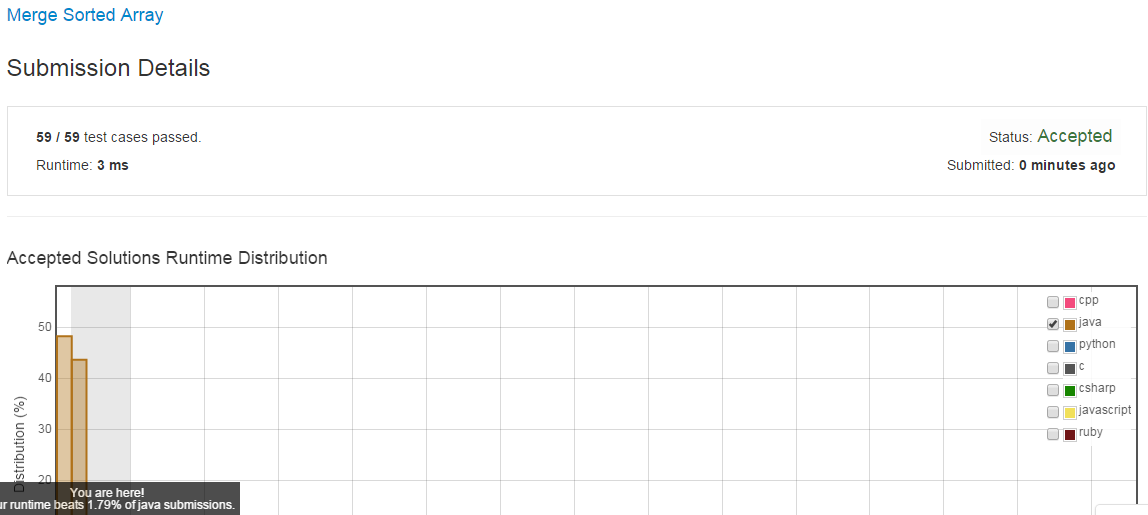 Merge Sorted Array
Submission Details
59 / 59 test cases passed.
Status: Accepted
Runtime: 3 ms
Submitted: 0 minutes ago
Accepted Solutions Runtime Distribution
cpp
java
python
c
csharp
javascript
ruby
50
40
30
20
Distribution (%)
You are here!
runtime beats 1.79% of java submissions.